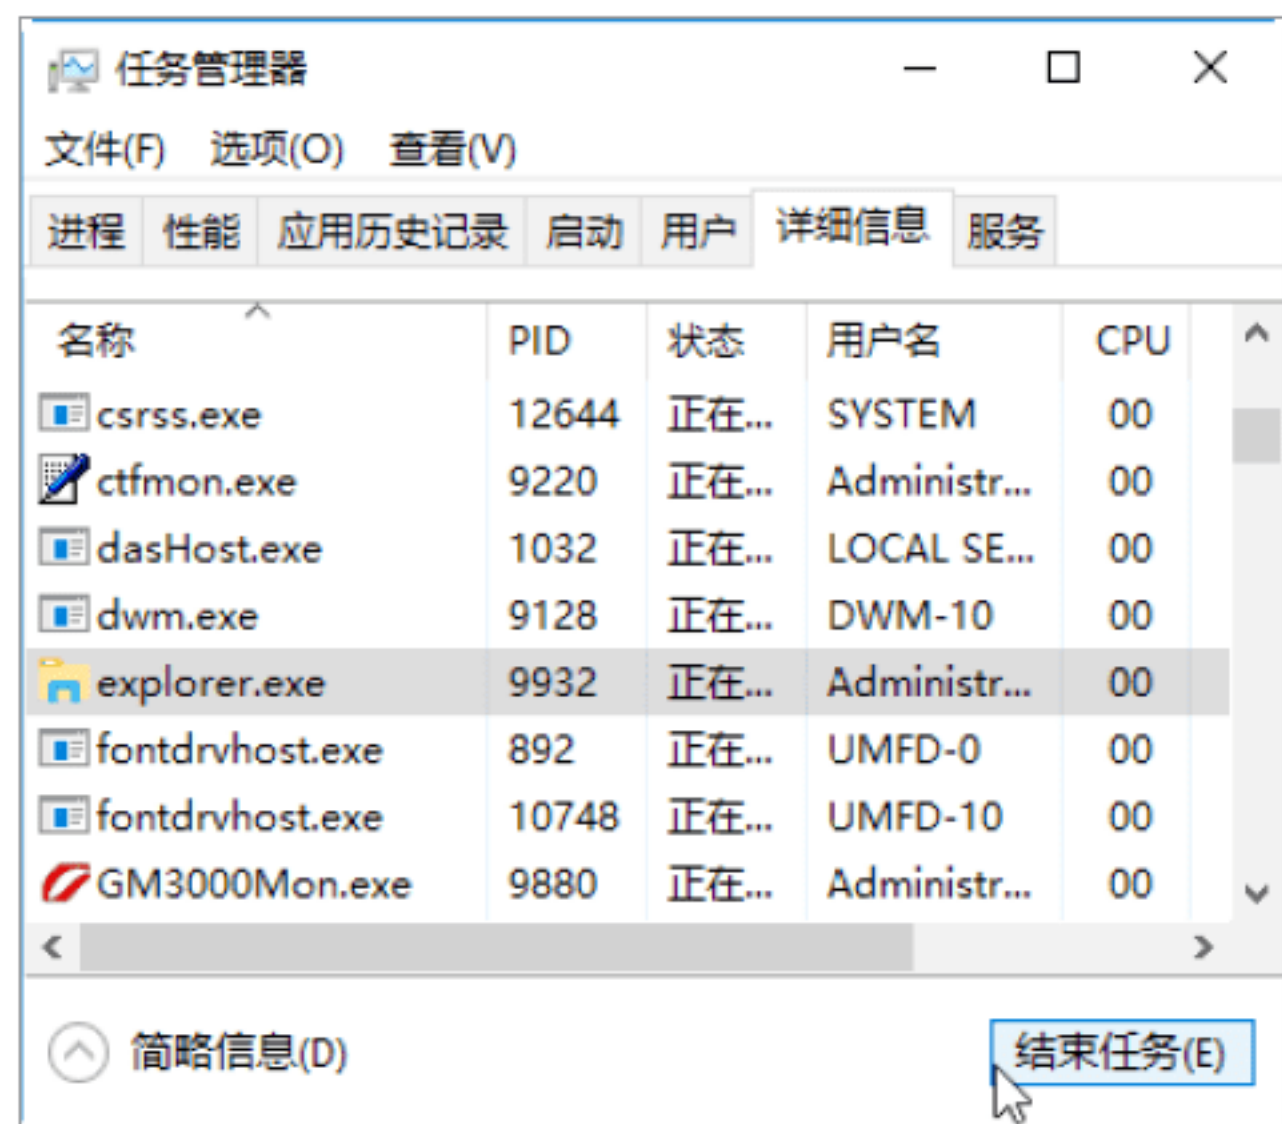 任务管理器
文件(F) 选项(O) 查看(V)
进程 性能 应用历史记录 启动 用户 详细信息 服务
名称 PID 状态 用户名 CPU
csrss.exe 12644 正在... SYSTEM 00
ctfmon.exe 9220 正在... Administr... 00
dasHost.exe 1032 正在... LOCAL SE... 00
dwm.exe 9128 正在... DWM-10 00
explorer.exe 9932 正在... Administr... 00
fontdrvhost.exe 892 正在... UMFD-0 00
fontdrvhost.exe 10748 正在... UMFD-10 00
GM3000Mon.exe 9880 正在... Administr... 00
简略信息(D) 结束任务(E)